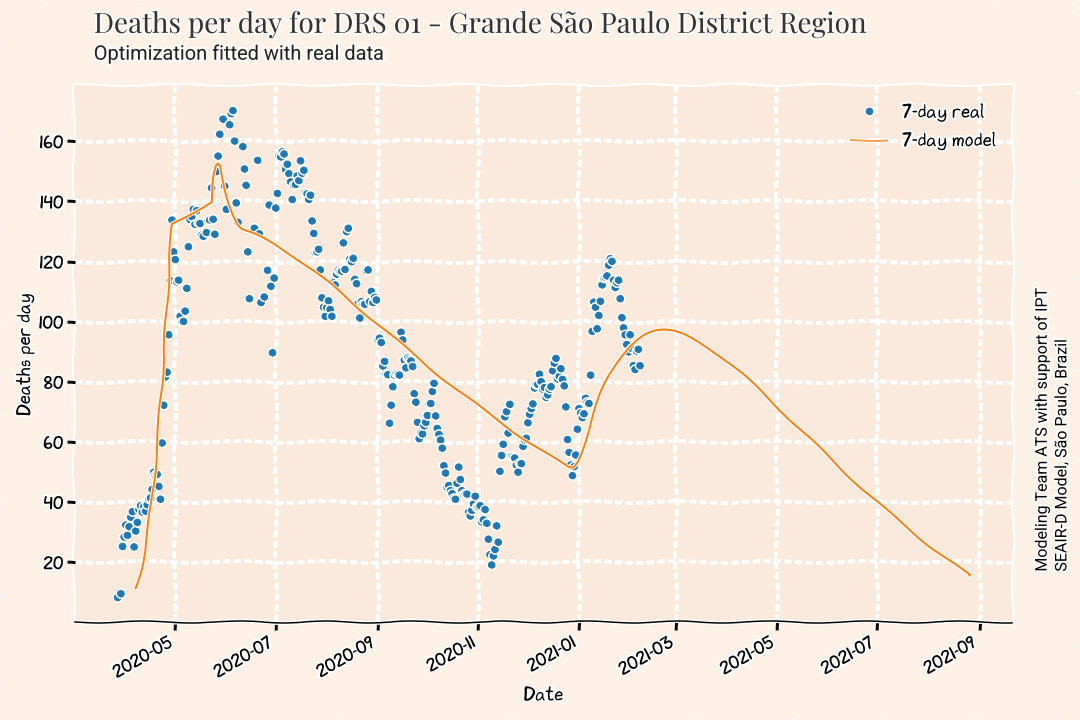 Deaths per day for DRS 01 - Grande São Paulo District Region
Optimization fitted with real data
7-day real
7-day model
160
140
120
100
80
60
40
20
Deaths per day
2020-05
2020-07
2020-09
2020-11
2021-01
2021-03
2021-05
2021-07
2021-09
Date
Modeling Team ATS with support of IPT
SEAIR-D Model, São Paulo, Brazil